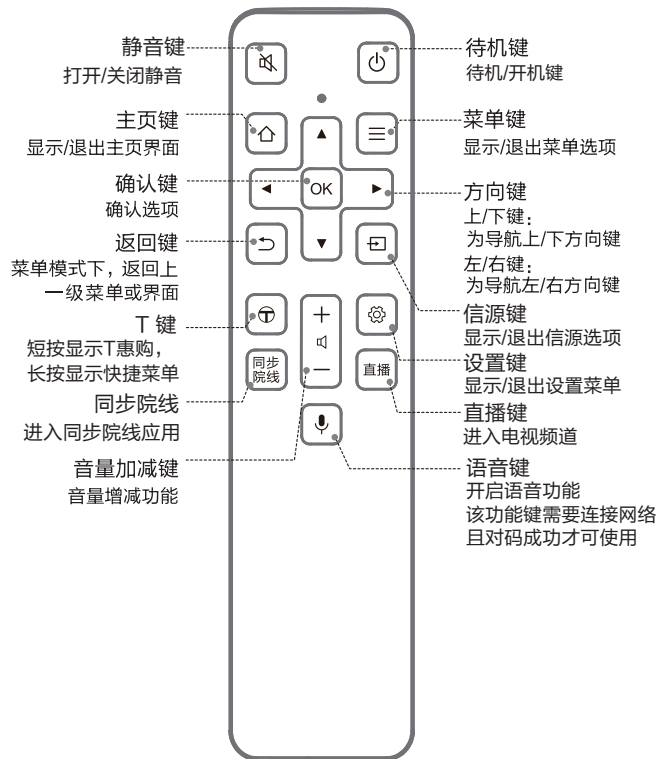 静音键
打开/关闭静音
主页键
显示/退出主页界面
确认键
确认选项
返回键
菜单模式下，返回上
一级菜单或界面
T 键
短按显示T惠购，
长按显示快捷菜单
同步院线
进入同步院线应用
音量加减键
音量增减功能
OK
同步
院线
直播
待机键
待机/开机键
菜单键
显示/退出菜单选项
方向键
上/下键：
为导航上/下方向键
左/右键：
为导航左/右方向键
信源键
显示/退出信源选项
设置键
显示/退出设置菜单
直播键
进入电视频道
语音键
开启语音功能
该功能键需要连接网络
且对码成功才可使用